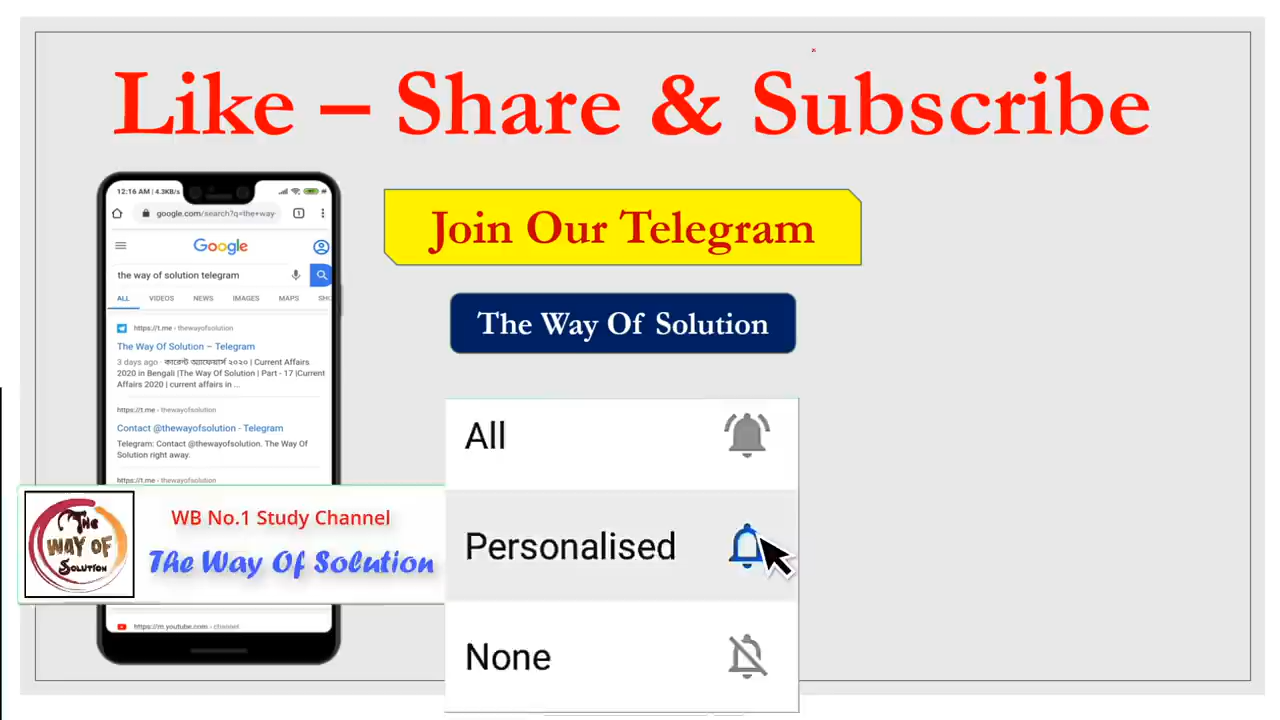 Like – Share & Subscribe
12:16 AM | 4.3KB/s
google.com/search?q=the+way
1
Google
the way of solution telegram
ALL VIDEOS NEWS IMAGES MAPS SHO
https://t.me › thewayofsolution
The Way Of Solution – Telegram
3 days ago · কারেন্ট অ্যাফেয়ার্স ২০২০ | Current Affairs
2020 in Bengali |The Way Of Solution | Part - 17 |Current
Affairs 2020 | current affairs in ...
https://t.me › thewayofsolution
Contact @thewayofsolution - Telegram
Telegram: Contact @thewayofsolution. The Way Of
Solution right away.
https://t.me › thewayofsolution
https://m.youtube.com › channel
Join Our Telegram
The Way Of Solution
The
WAY OF
SOLUTION
WB No.1 Study Channel
The Way Of Solution
All
Personalised
None